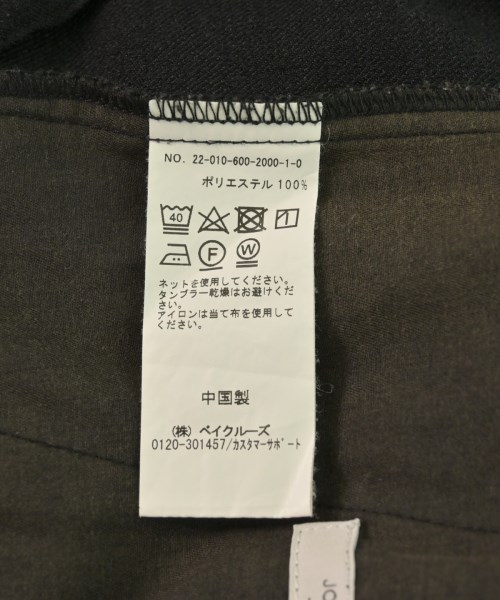 NO. 22-010-600-2000-1-0
ポリエステル 100%
40
F W
ネットを使用してください。
タンブラー乾燥はお避けくだ
さい。
アイロンは当て布を使用して
ください。
中国製
(株) ベイクルーズ
0120-301457/カスタマーサポート
JO